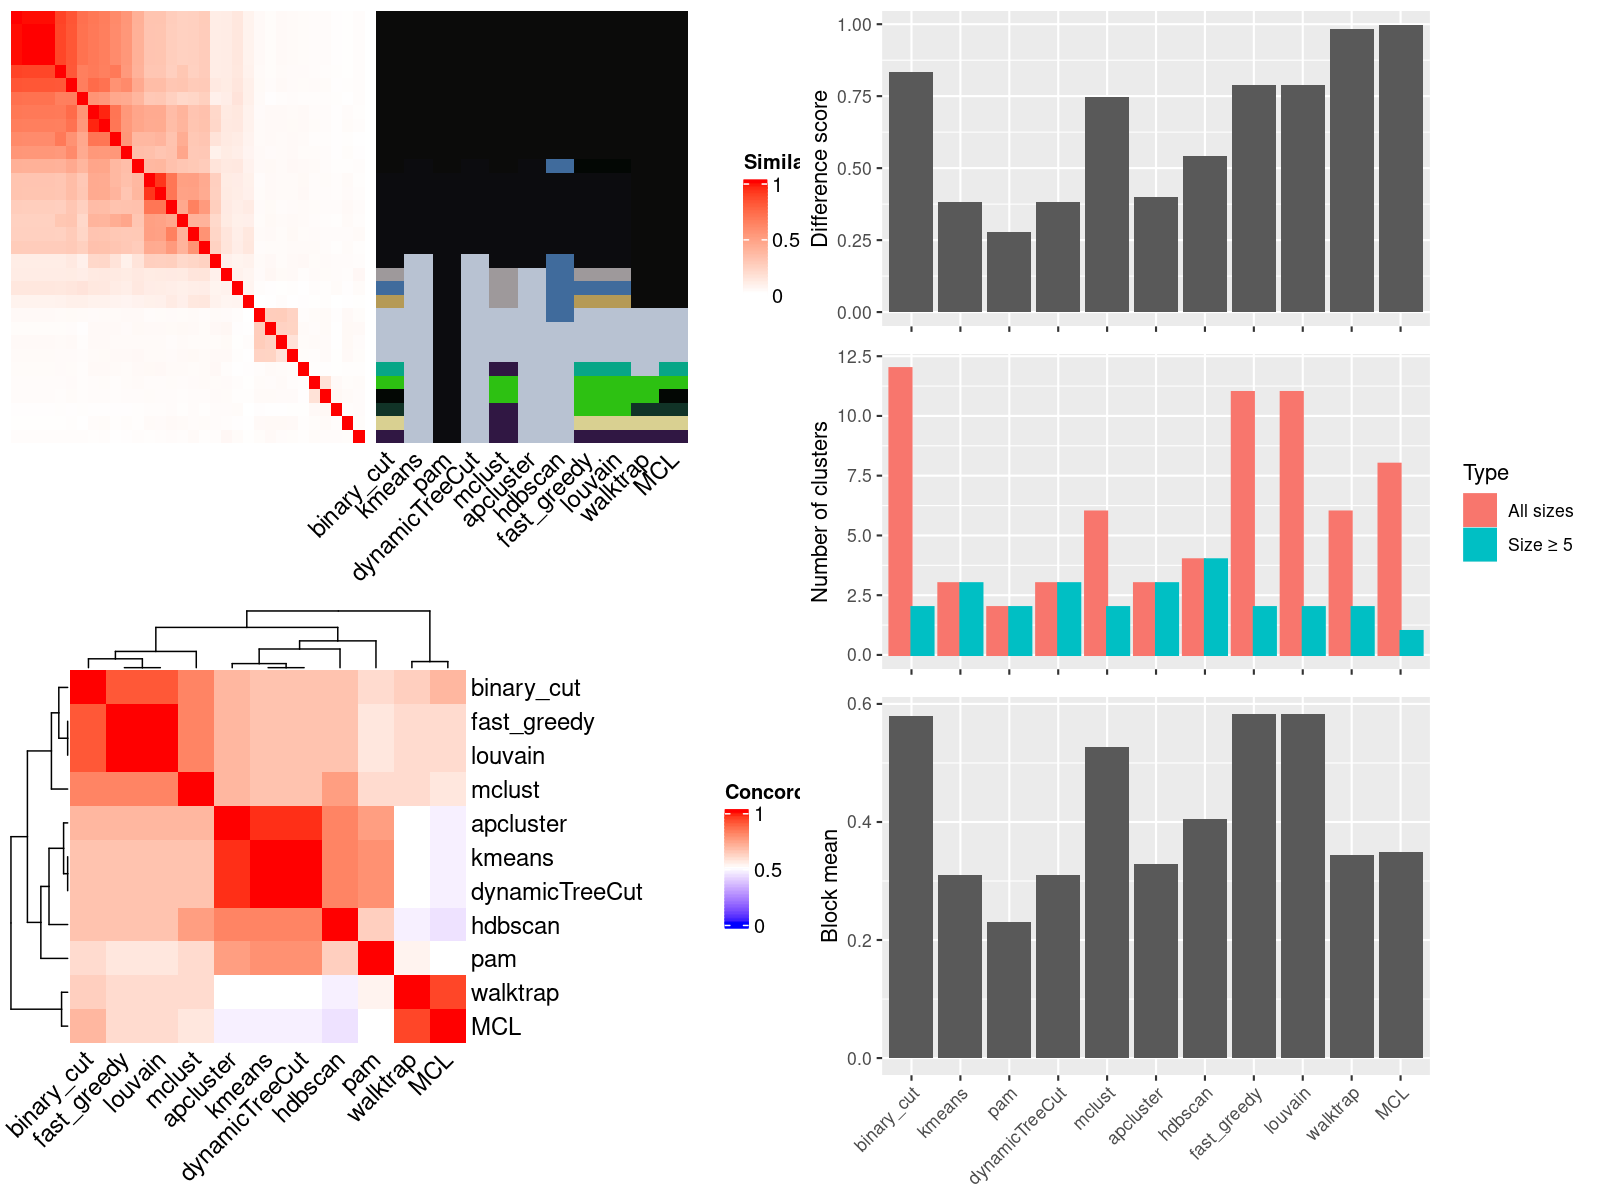 Simila
1
0.5
0
binary_cut
kmeans
pam
dynamicTreeCut
mclust
apcluster
hdbscan
fast_greedy
louvain
walktrap
MCL
binary_cut
fast_greedy
louvain
mclust
apcluster
kmeans
dynamicTreeCut
hdbscan
pam
walktrap
MCL
Concord
1
0.5
0
binary_cut
fast_greedy
louvain
mclust
apcluster
kmeans
dynamicTreeCut
hdbscan
pam
walktrap
MCL
Difference score
1.00
0.75
0.50
0.25
0.00
Number of clusters
12.5
10.0
7.5
5.0
2.5
0.0
Type
All sizes
Size ≥ 5
Block mean
0.6
0.4
0.2
0.0
binary_cut
kmeans
pam
dynamicTreeCut
mclust
apcluster
hdbscan
fast_greedy
louvain
walktrap
MCL